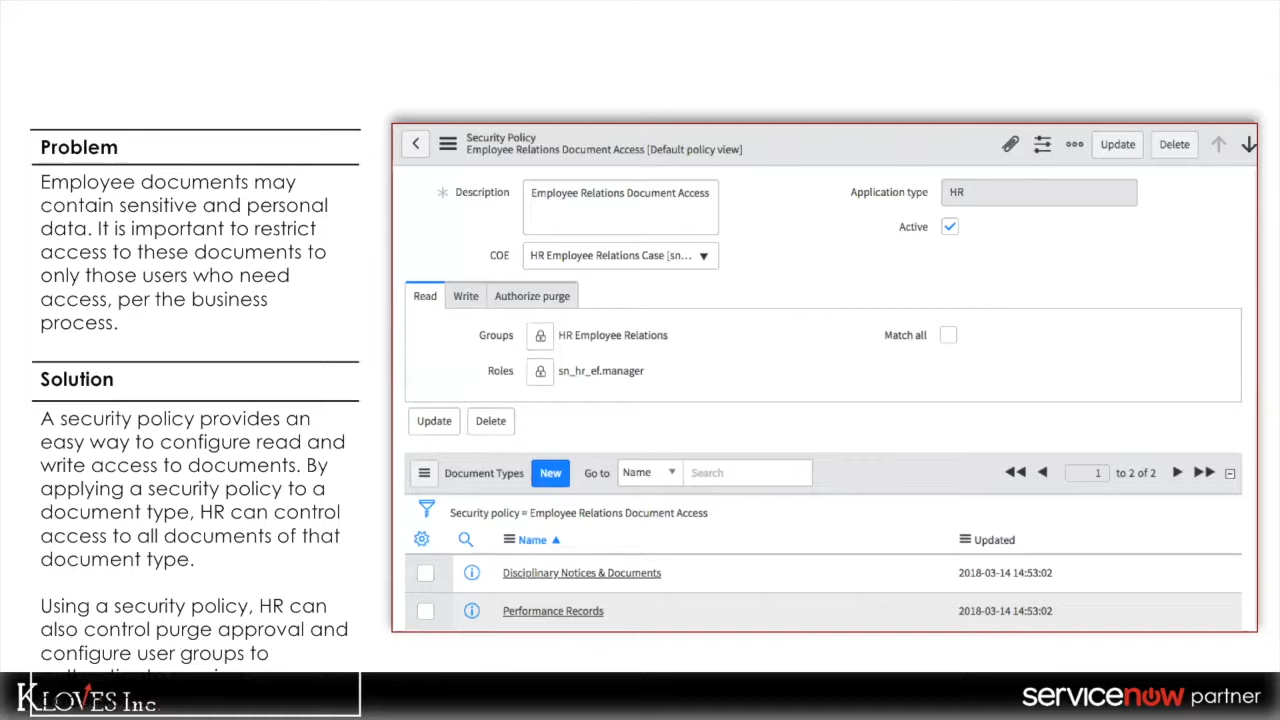 Problem
Employee documents may
contain sensitive and personal
data. It is important to restrict
access to these documents to
only those users who need
access, per the business
process.
Solution
A security policy provides an
easy way to configure read and
write access to documents. By
applying a security policy to a
document type, HR can control
access to all documents of that
document type.
Using a security policy, HR can
also control purge approval and
configure user groups to
Security Policy
Employee Relations Document Access [Default policy view]
Update Delete
Description Employee Relations Document Access
Application type HR
Active
COE HR Employee Relations Case [sn...
Read Write Authorize purge
Groups HR Employee Relations
Match all
Roles sn_hr_ef.manager
Update Delete
Document Types New Go to Name Search 1 to 2 of 2
Security policy = Employee Relations Document Access
Name Updated
Disciplinary Notices & Documents 2018-03-14 14:53:02
Performance Records 2018-03-14 14:53:02
KLOVES INC.
servicenow partner